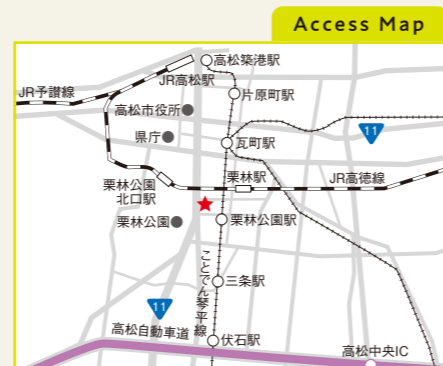 Access Map
高松築港駅
JR高松駅
JR予讃線
片原町駅
高松市役所
11
県庁
瓦町駅
栗林駅
JR高徳線
栗林公園
北口駅
栗林公園
栗林公園駅
ことでん琴平線
三条駅
11
高松自動車道
伏石駅
高松中央IC